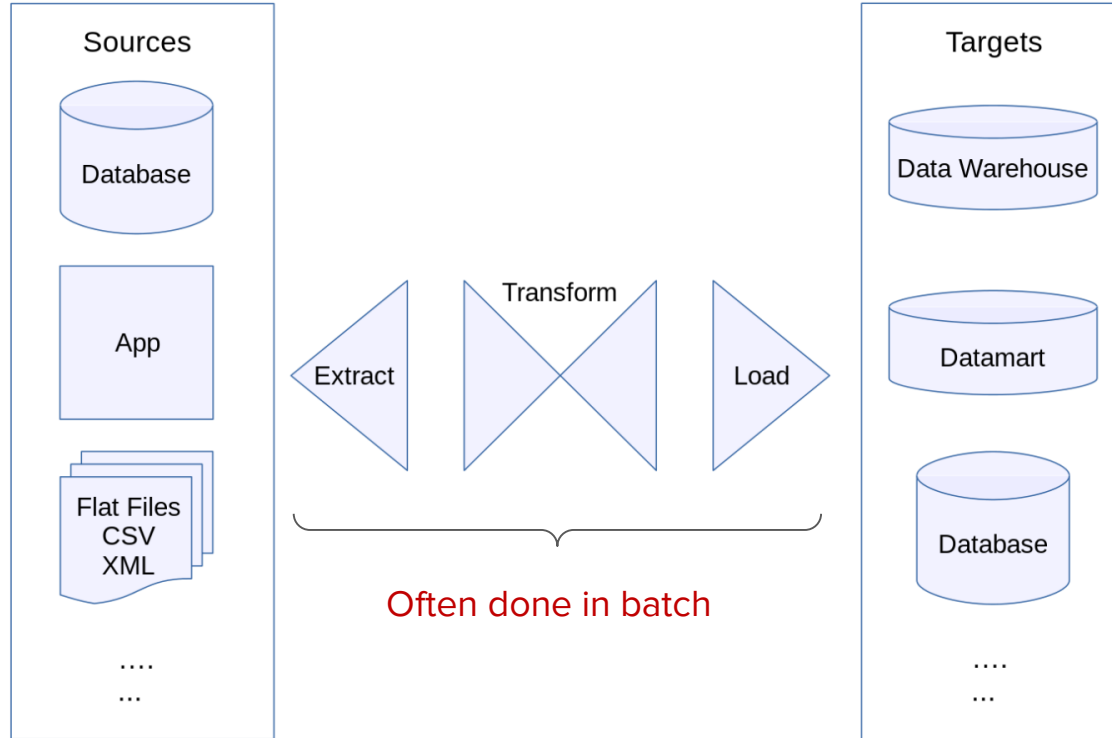 Sources
Database
App
Flat Files
CSV
XML
....
...
Extract
Transform
Load
Often done in batch
Targets
Data Warehouse
Datamart
Database
....
...